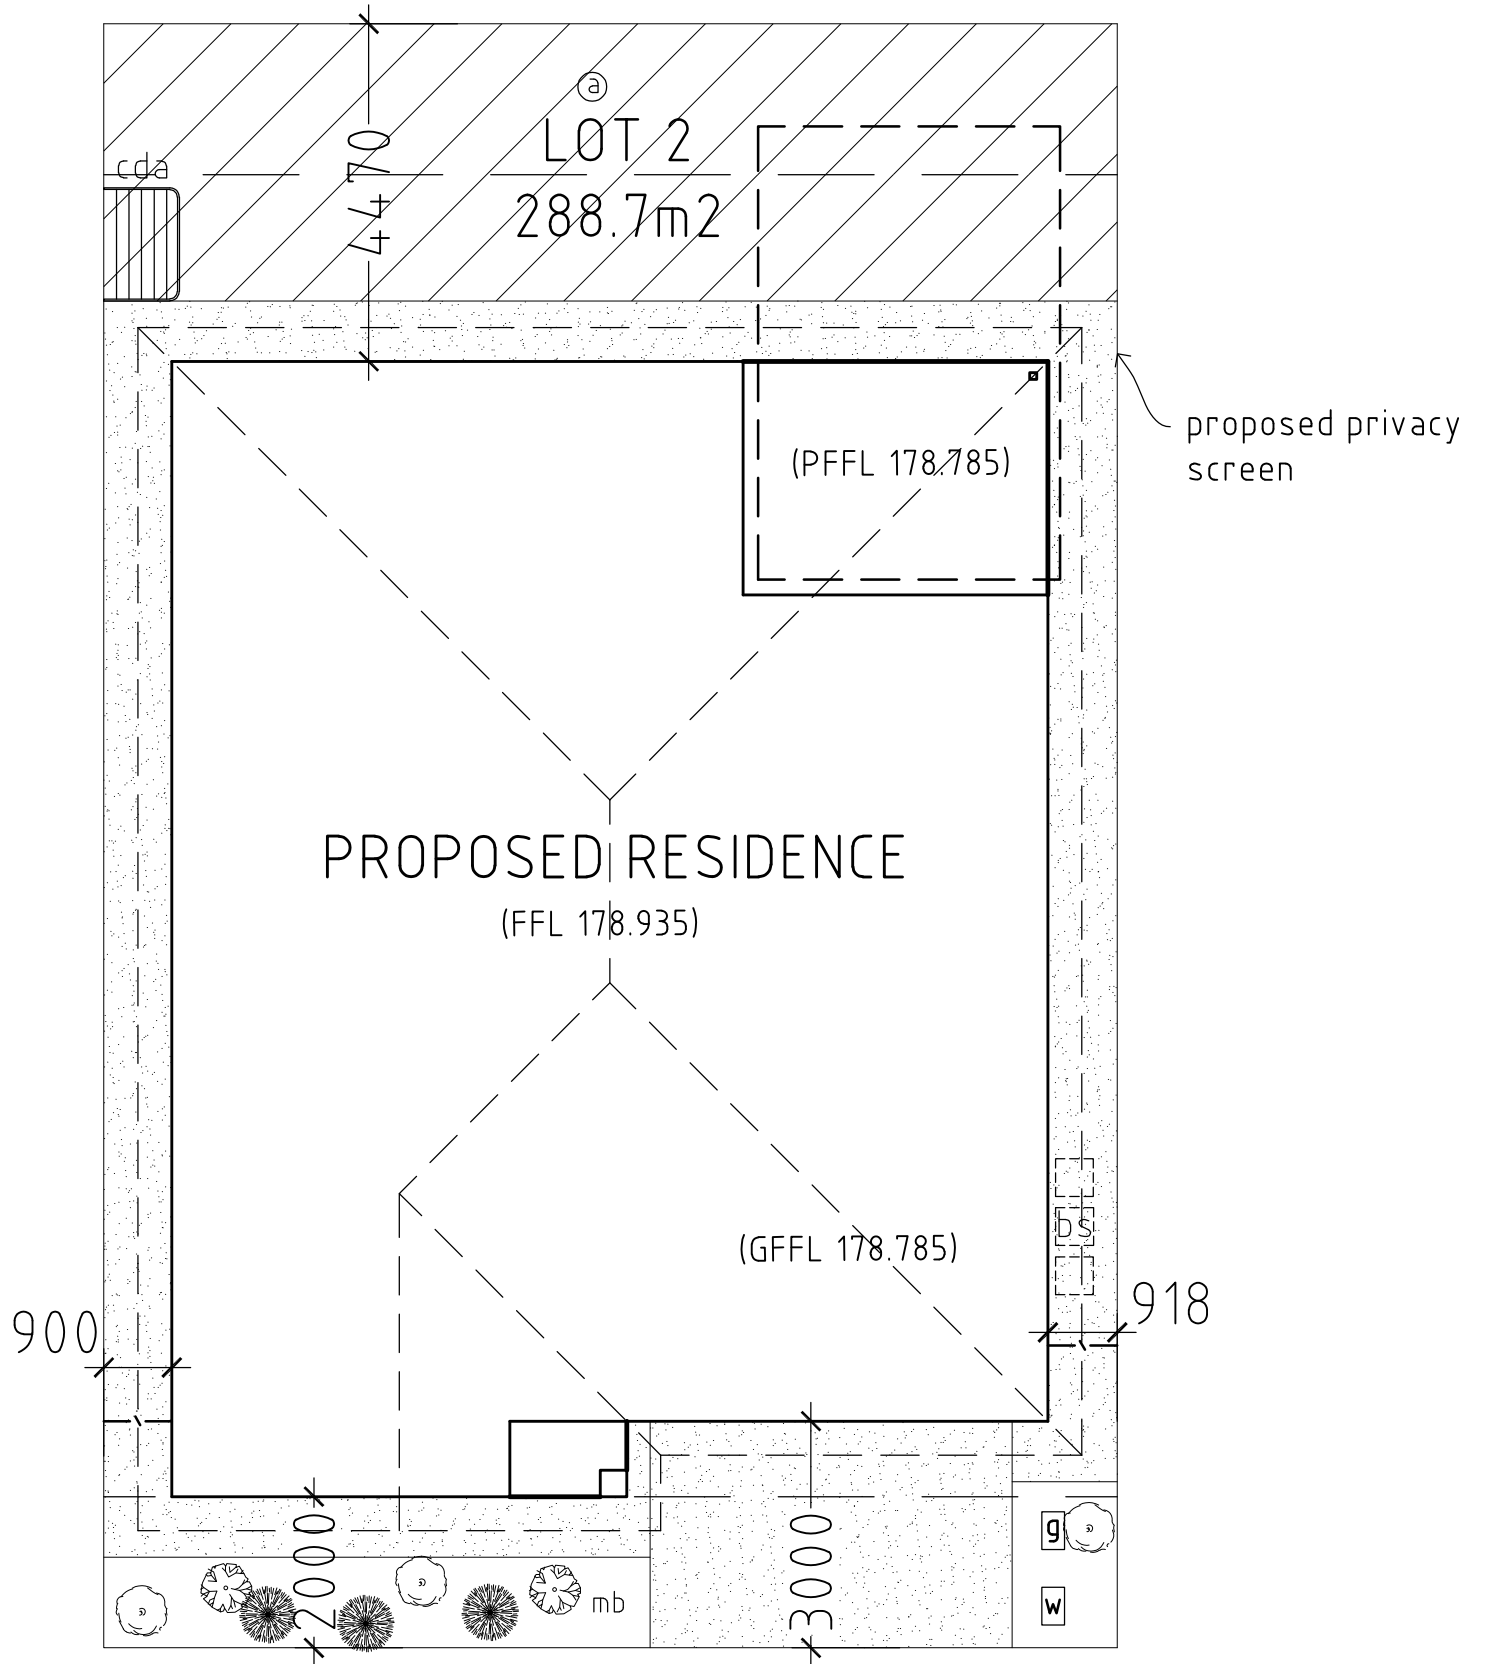 a
LOT 2
288.7m2
cda
4470
proposed privacy
screen
(PFFL 178.785)
PROPOSED RESIDENCE
(FFL 178.935)
bs
(GFFL 178.785)
900
918
2000
3000
g
mb
w